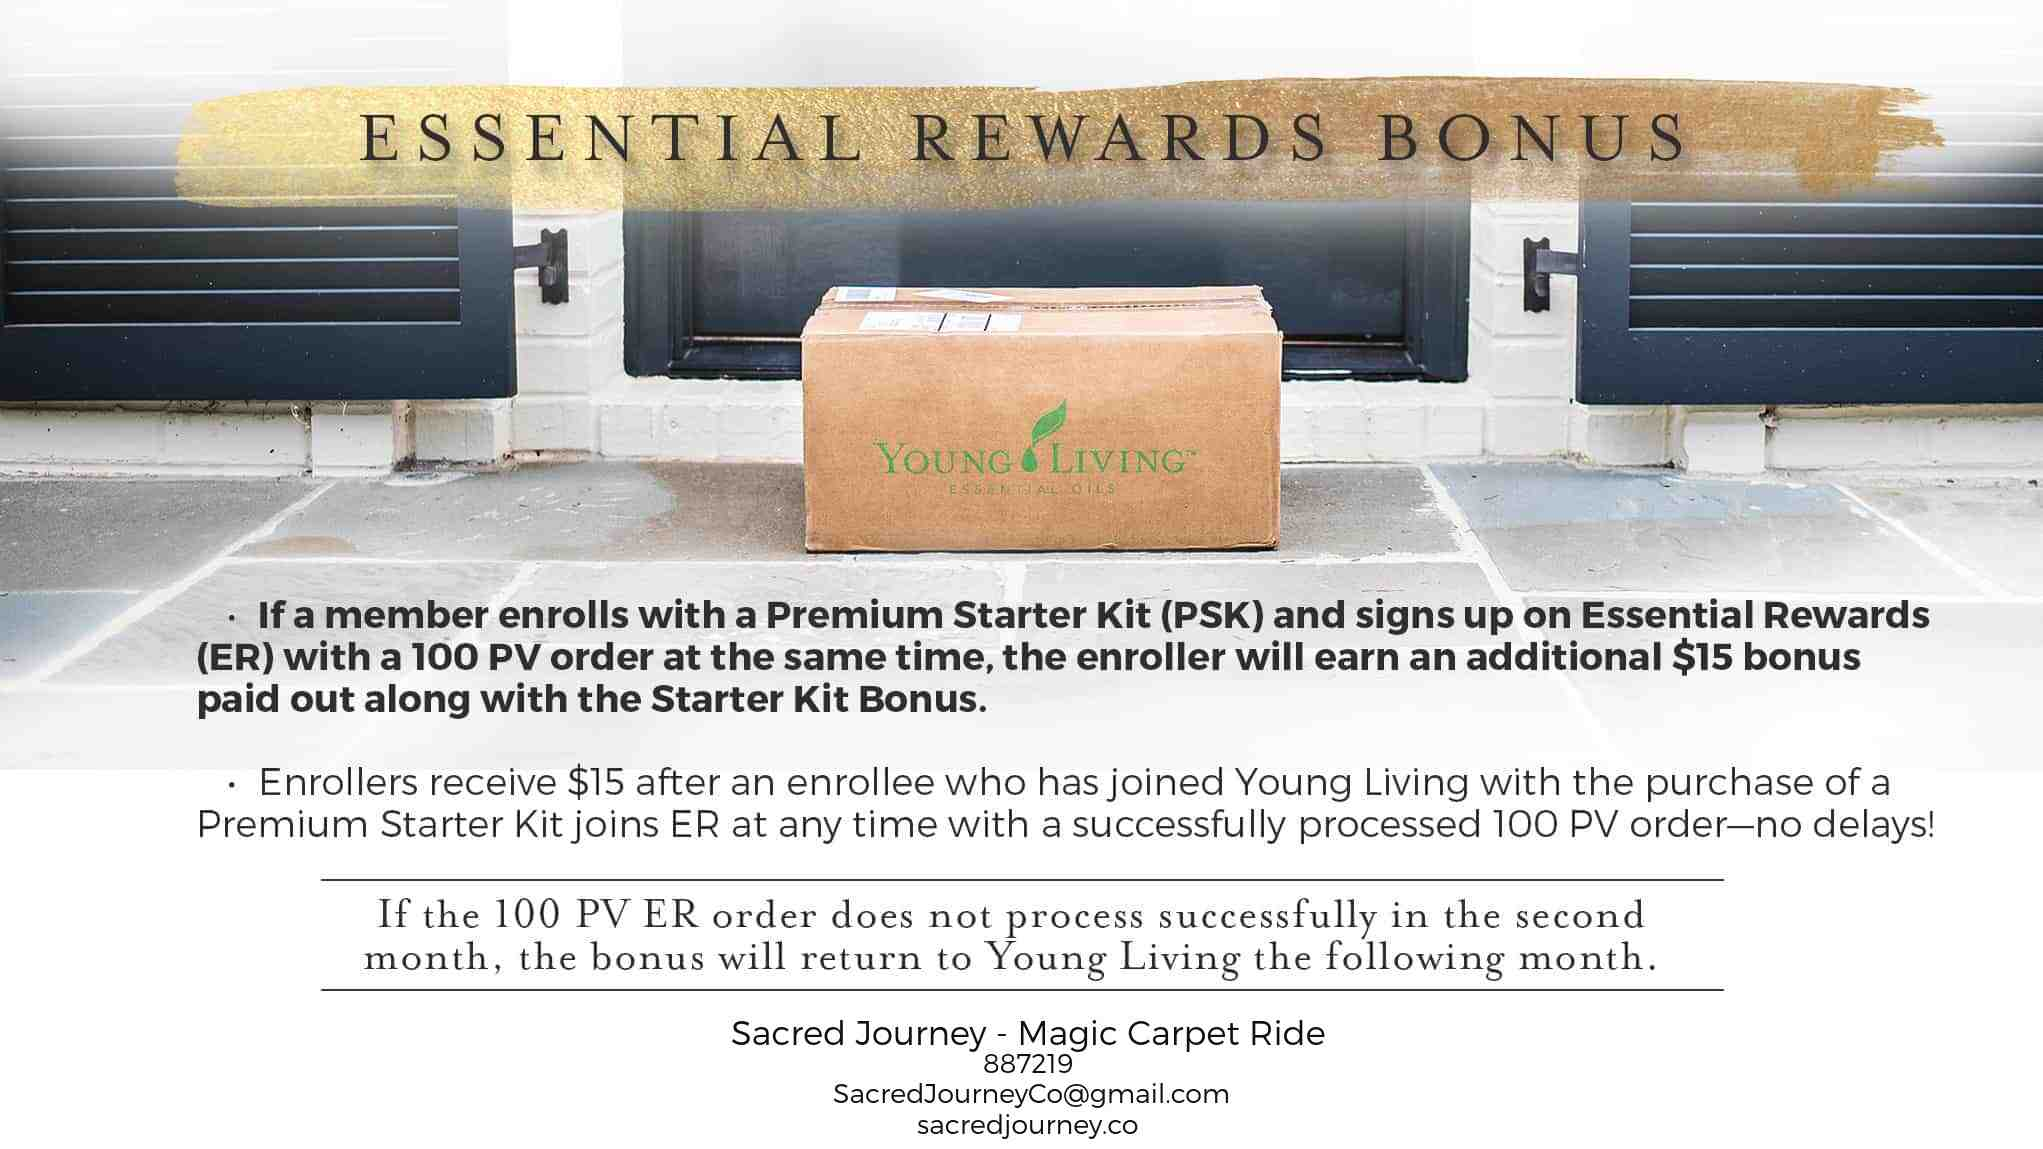 ESSENTIAL REWARDS BONUS
YOUNG LIVING™
ESSENTIAL OILS
· If a member enrolls with a Premium Starter Kit (PSK) and signs up on Essential Rewards
(ER) with a 100 PV order at the same time, the enroller will earn an additional $15 bonus
paid out along with the Starter Kit Bonus.
· Enrollers receive $15 after an enrollee who has joined Young Living with the purchase of a
Premium Starter Kit joins ER at any time with a successfully processed 100 PV order—no delays!
If the 100 PV ER order does not process successfully in the second
month, the bonus will return to Young Living the following month.
Sacred Journey - Magic Carpet Ride
887219
SacredJourneyCo@gmail.com
sacredjourney.co